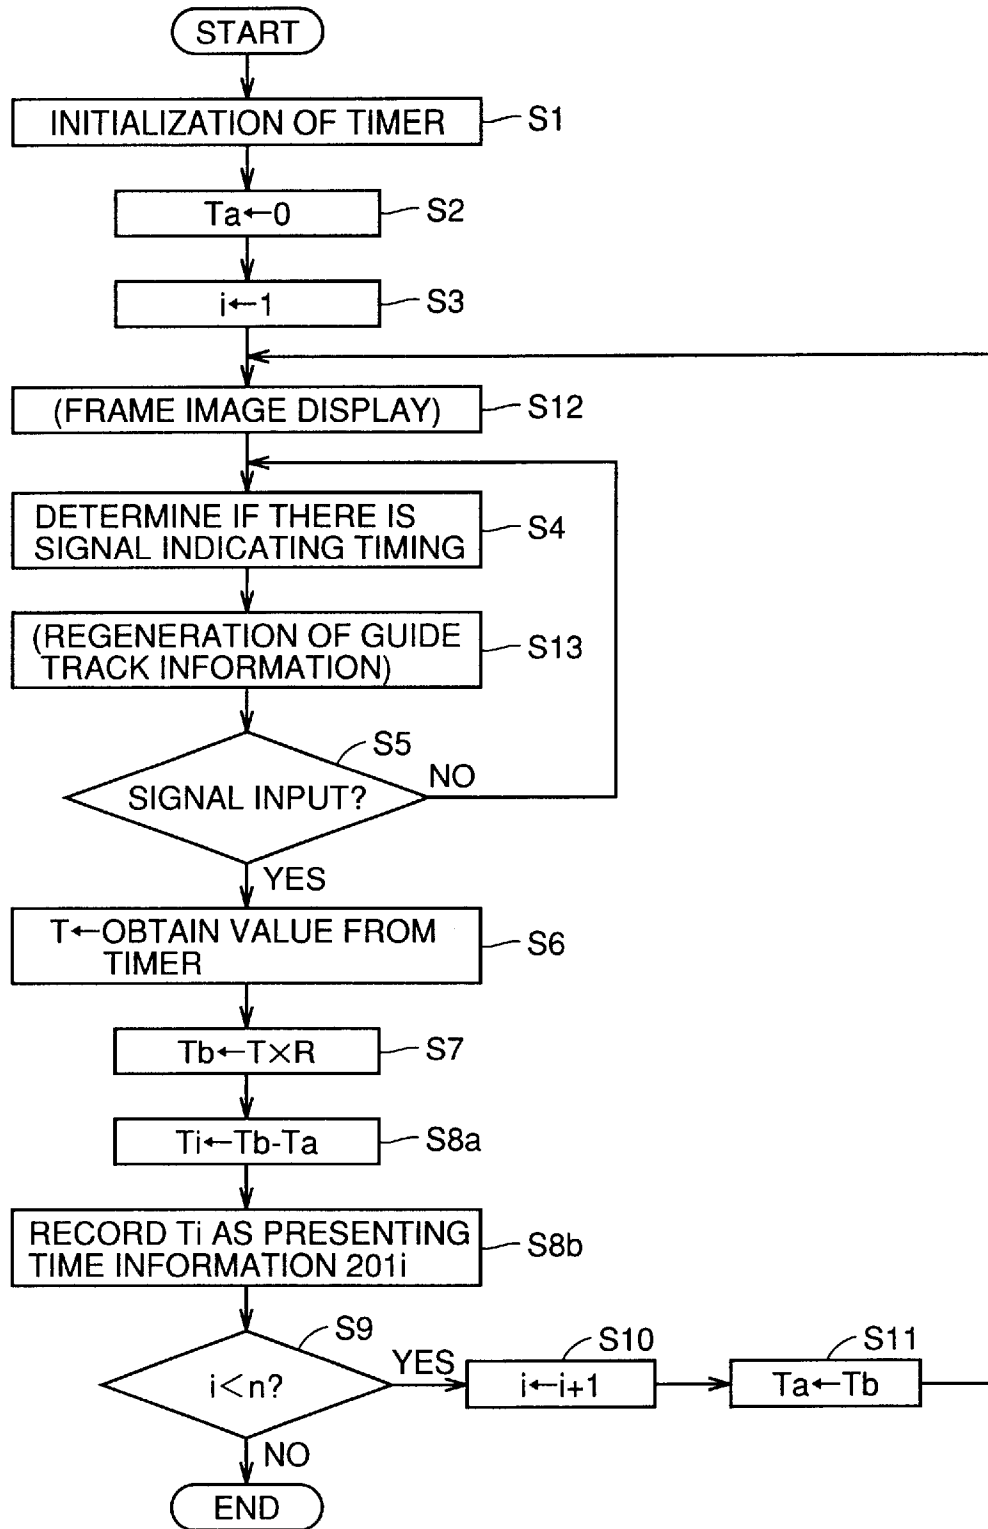 START
INITIALIZATION OF TIMER
S1
Ta←0
S2
i←1
S3
(FRAME IMAGE DISPLAY)
S12
DETERMINE IF THERE IS
SIGNAL INDICATING TIMING
S4
(REGENERATION OF GUIDE
TRACK INFORMATION)
S13
S5
SIGNAL INPUT?
NO
YES
T←OBTAIN VALUE FROM
TIMER
S6
Tb←T×R
S7
Ti←Tb-Ta
S8a
RECORD Ti AS PRESENTING
TIME INFORMATION 201i
S8b
S9
i<n?
YES
S10
i←i+1
S11
Ta←Tb
NO
END